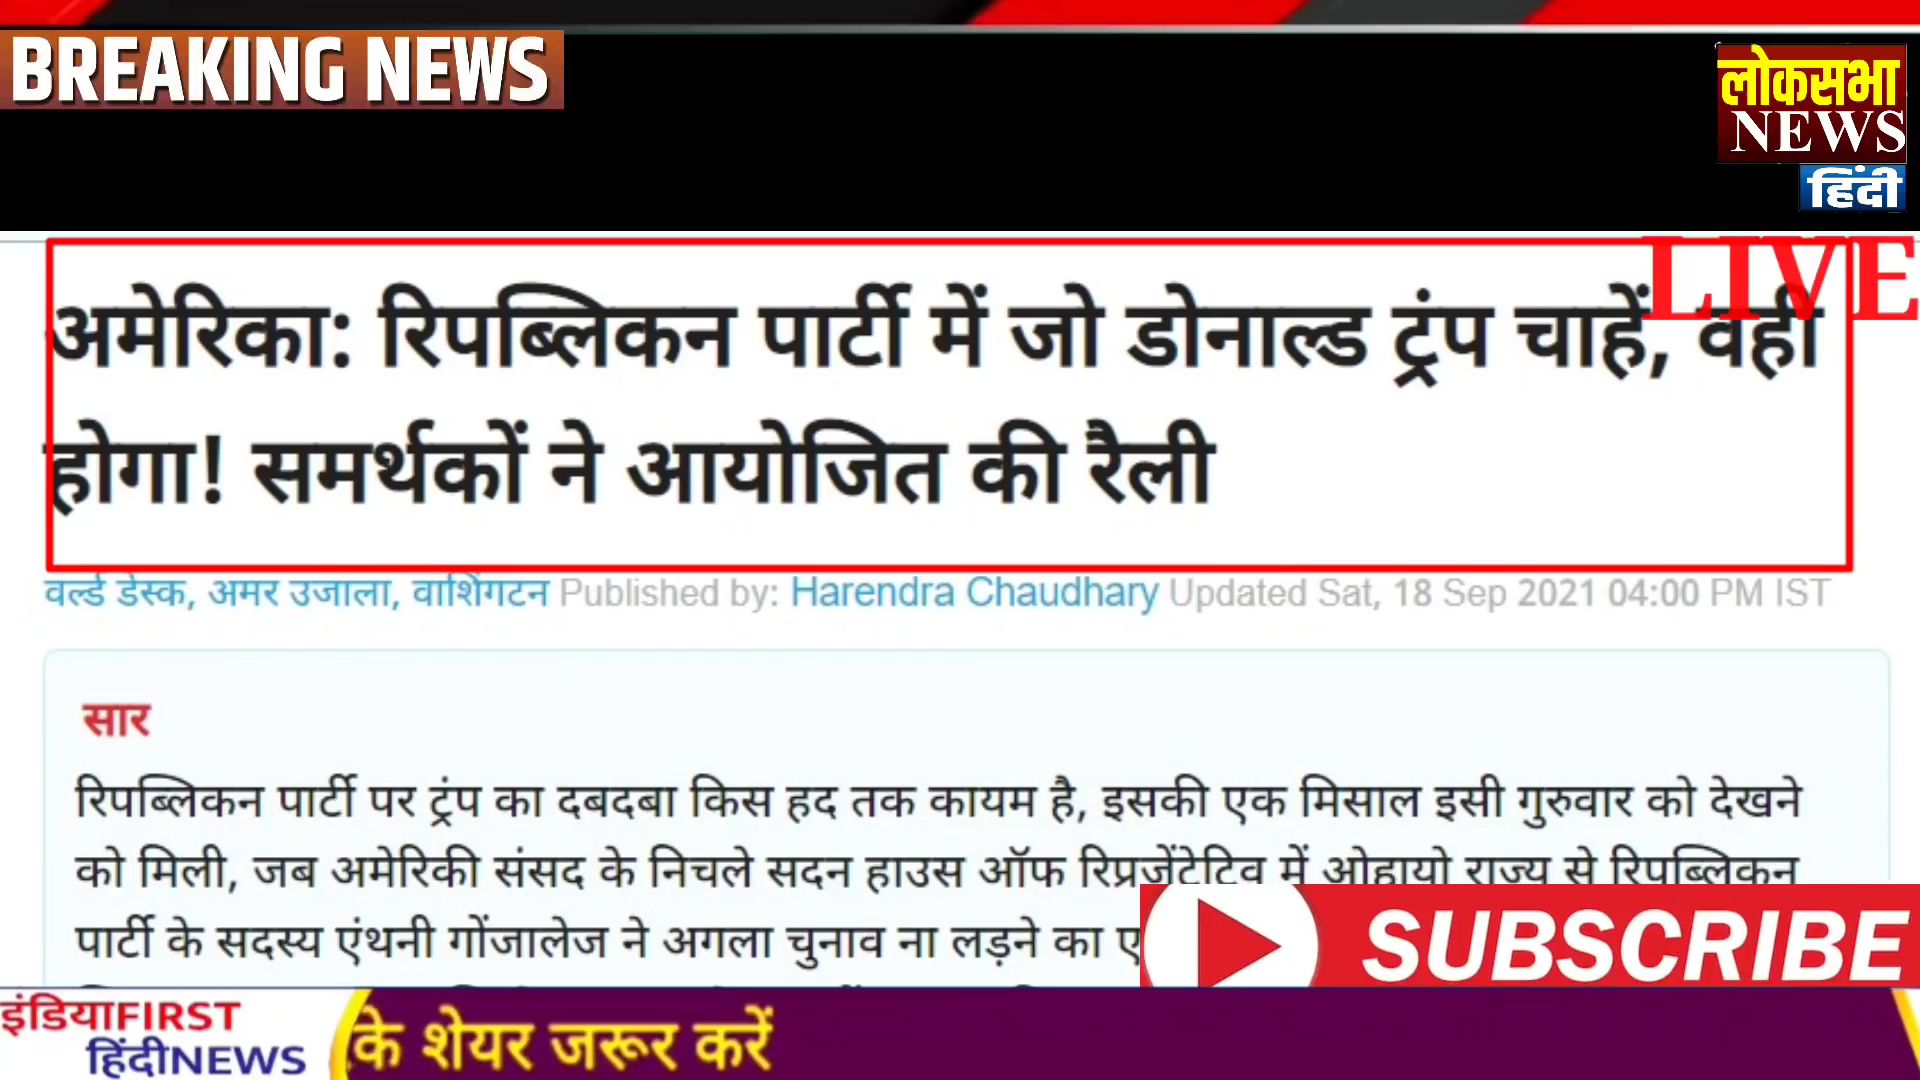 BREAKING NEWS
लोकसभा
NEWS
हिंदी
LIVE
अमेरिका: रिपब्लिकन पार्टी में जो डोनाल्ड ट्रंप चाहें, वही
होगा! समर्थकों ने आयोजित की रैली
वर्ल्ड डेस्क, अमर उजाला, वाशिंगटन Published by: Harendra Chaudhary Updated Sat, 18 Sep 2021 04:00 PM IST
सार
रिपब्लिकन पार्टी पर ट्रंप का दबदबा किस हद तक कायम है, इसकी एक मिसाल इसी गुरुवार को देखने
को मिली, जब अमेरिकी संसद के निचले सदन हाउस ऑफ रिप्रजेंटेटिव में ओहायो राज्य से रिपब्लिकन
पार्टी के सदस्य एंथनी गोंजालेज ने अगला चुनाव ना लड़ने का
SUBSCRIBE
इंडियाFIRST
हिंदीNEWS
के शेयर जरूर करें